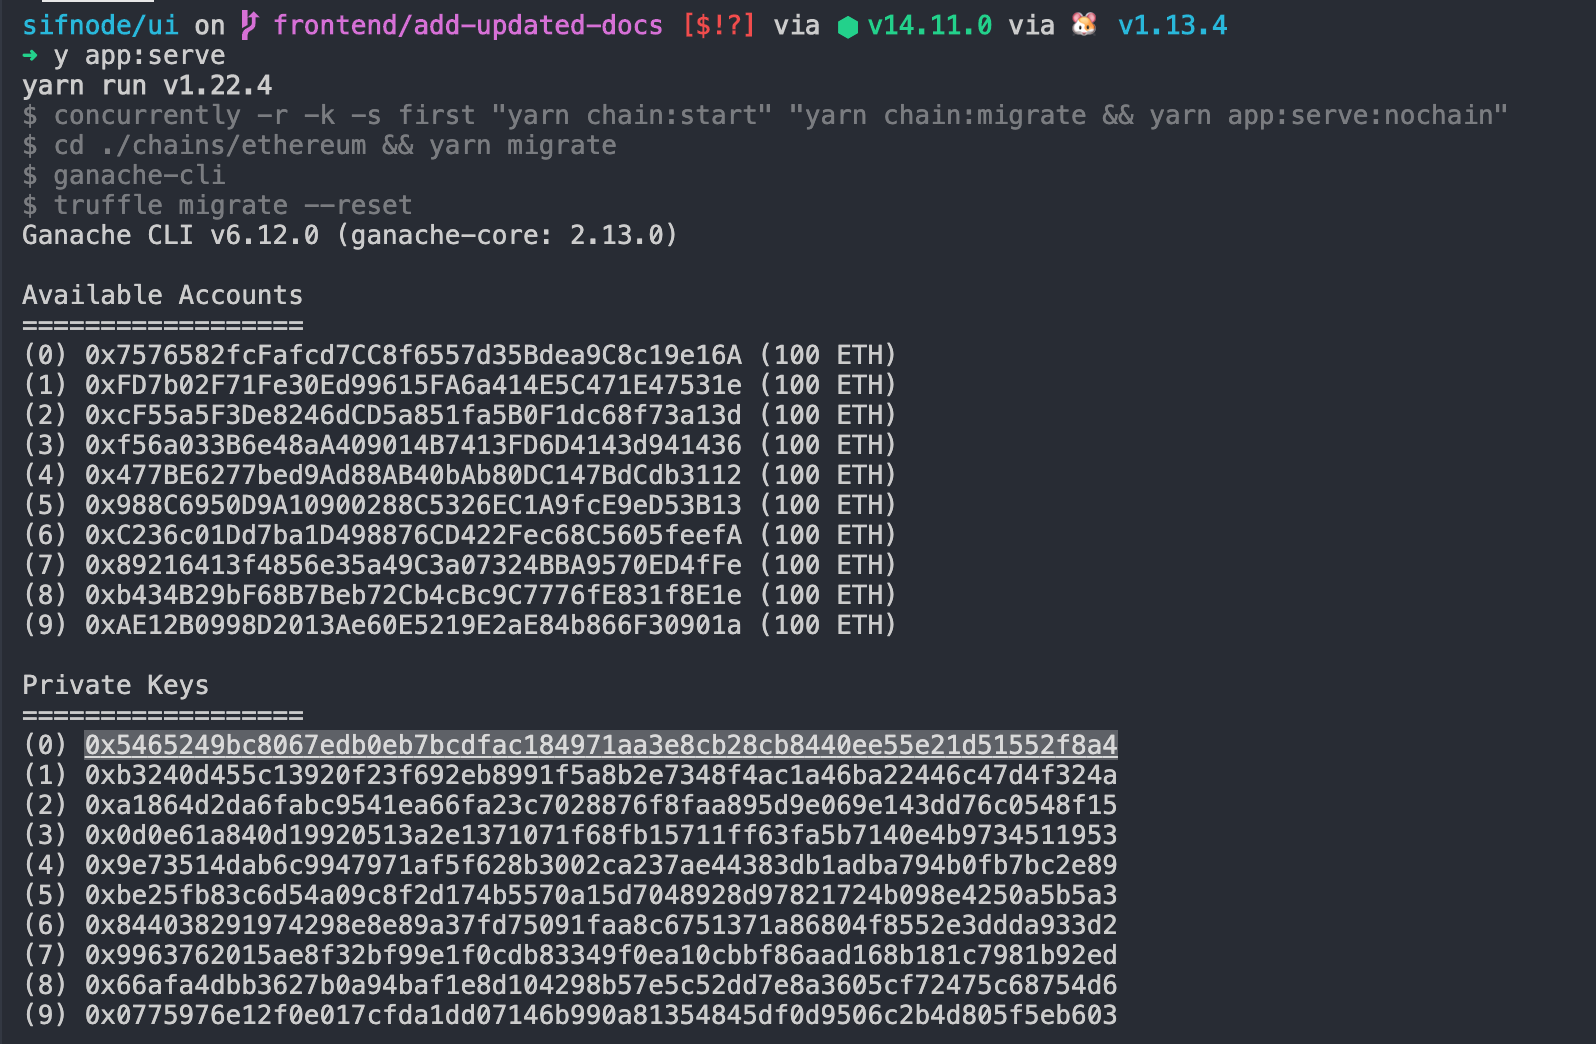 sifnode/ui on frontend/add-updated-docs [$!?] via v14.11.0 via 🐹 v1.13.4
➜ y app:serve
yarn run v1.22.4
$ concurrently -r -k -s first "yarn chain:start" "yarn chain:migrate && yarn app:serve:nochain"
$ cd ./chains/ethereum && yarn migrate
$ ganache-cli
$ truffle migrate --reset
Ganache CLI v6.12.0 (ganache-core: 2.13.0)

Available Accounts
==================
(0) 0x7576582fcFafcd7CC8f6557d35Bdea9C8c19e16A (100 ETH)
(1) 0xFD7b02F71Fe30Ed99615FA6a414E5C471E47531e (100 ETH)
(2) 0xcF55a5F3De8246dCD5a851fa5B0F1dc68f73a13d (100 ETH)
(3) 0xf56a033B6e48aA409014B7413FD6D4143d941436 (100 ETH)
(4) 0x477BE6277bed9Ad88AB40bAb80DC147BdCdb3112 (100 ETH)
(5) 0x988C6950D9A10900288C5326EC1A9fcE9eD53B13 (100 ETH)
(6) 0xC236c01Dd7ba1D498876CD422Fec68C5605feefA (100 ETH)
(7) 0x89216413f4856e35a49C3a07324BBA9570ED4fFe (100 ETH)
(8) 0xb434B29bF68B7Beb72Cb4cBc9C7776fE831f8E1e (100 ETH)
(9) 0xAE12B0998D2013Ae60E5219E2aE84b866F30901a (100 ETH)

Private Keys
==================
(0) 0x5465249bc8067edb0eb7bcdfac184971aa3e8cb28cb8440ee55e21d51552f8a4
(1) 0xb3240d455c13920f23f692eb8991f5a8b2e7348f4ac1a46ba22446c47d4f324a
(2) 0xa1864d2da6fabc9541ea66fa23c7028876f8faa895d9e069e143dd76c0548f15
(3) 0x0d0e61a840d19920513a2e1371071f68fb15711ff63fa5b7140e4b9734511953
(4) 0x9e73514dab6c9947971af5f628b3002ca237ae44383db1adba794b0fb7bc2e89
(5) 0xbe25fb83c6d54a09c8f2d174b5570a15d7048928d97821724b098e4250a5b5a3
(6) 0x844038291974298e8e89a37fd75091faa8c6751371a86804f8552e3ddda933d2
(7) 0x9963762015ae8f32bf99e1f0cdb83349f0ea10cbbf86aad168b181c7981b92ed
(8) 0x66afa4dbb3627b0a94baf1e8d104298b57e5c52dd7e8a3605cf72475c68754d6
(9) 0x0775976e12f0e017cfda1dd07146b990a81354845df0d9506c2b4d805f5eb603